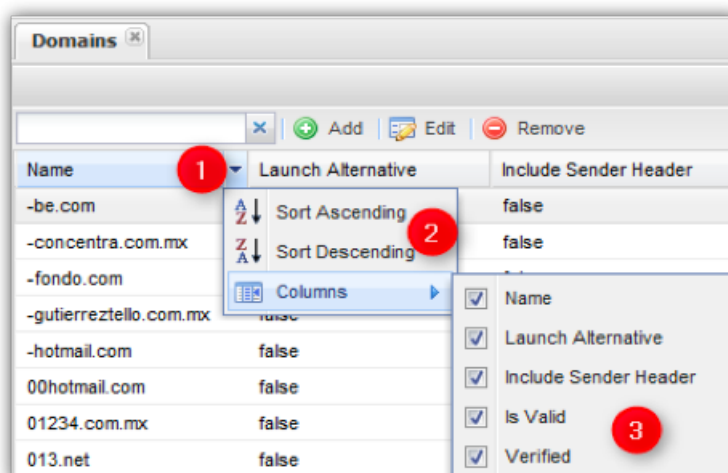 Domains
Add Edit Remove
Name 1 Launch Alternative Include Sender Header
-be.com false
Sort Ascending
-concentra.com.mx 2 false
Sort Descending
-fondo.com
Columns Name
-gutierreztello.com.mx
Launch Alternative
-hotmail.com false
Include Sender Header
00hotmail.com false
Is Valid
01234.com.mx false 3
013.net false Verified